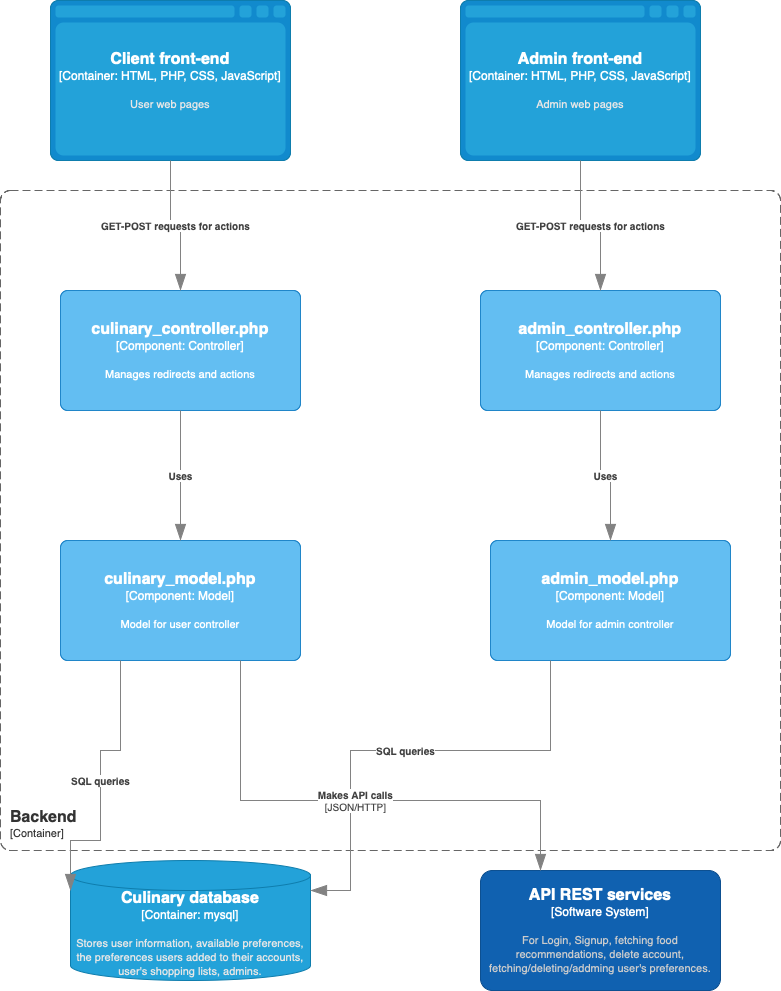 Client front-end
[Container: HTML, PHP, CSS, JavaScript]
User web pages
Admin front-end
[Container: HTML, PHP, CSS, JavaScript]
Admin web pages
GET-POST requests for actions
GET-POST requests for actions
culinary_controller.php
[Component: Controller]
Manages redirects and actions
admin_controller.php
[Component: Controller]
Manages redirects and actions
Uses
Uses
culinary_model.php
[Component: Model]
Model for user controller
admin_model.php
[Component: Model]
Model for admin controller
SQL queries
SQL queries
Makes API calls
[JSON/HTTP]
Backend
[Container]
Culinary database
[Container: mysql]
Stores user information, available preferences,
the preferences users added to their accounts,
user's shopping lists, admins.
API REST services
[Software System]
For Login, Signup, fetching food
recommendations, delete account,
fetching/deleting/addming user's preferences.